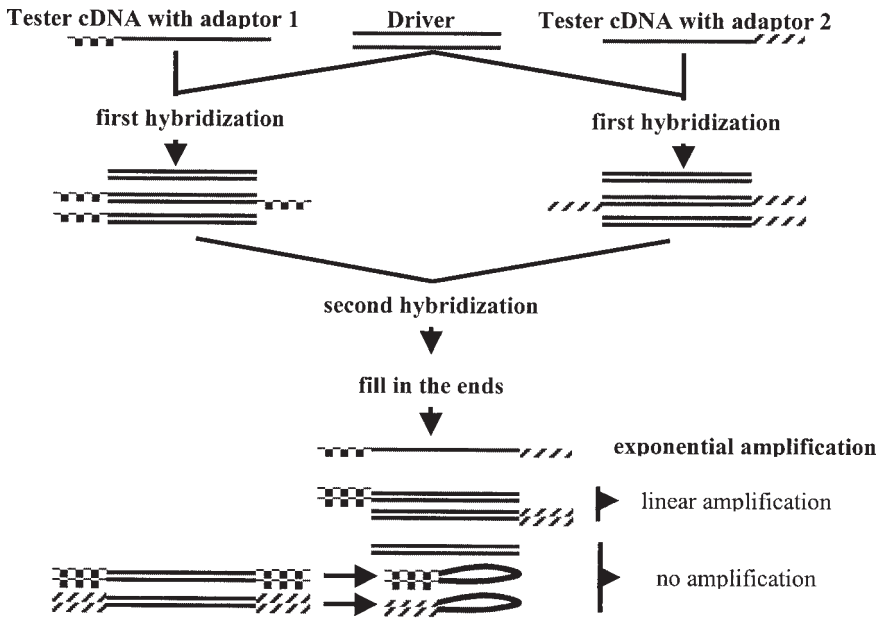 Tester cDNA with adaptor 1
Driver
Tester cDNA with adaptor 2
first hybridization
first hybridization
second hybridization
fill in the ends
exponential amplification
linear amplification
no amplification